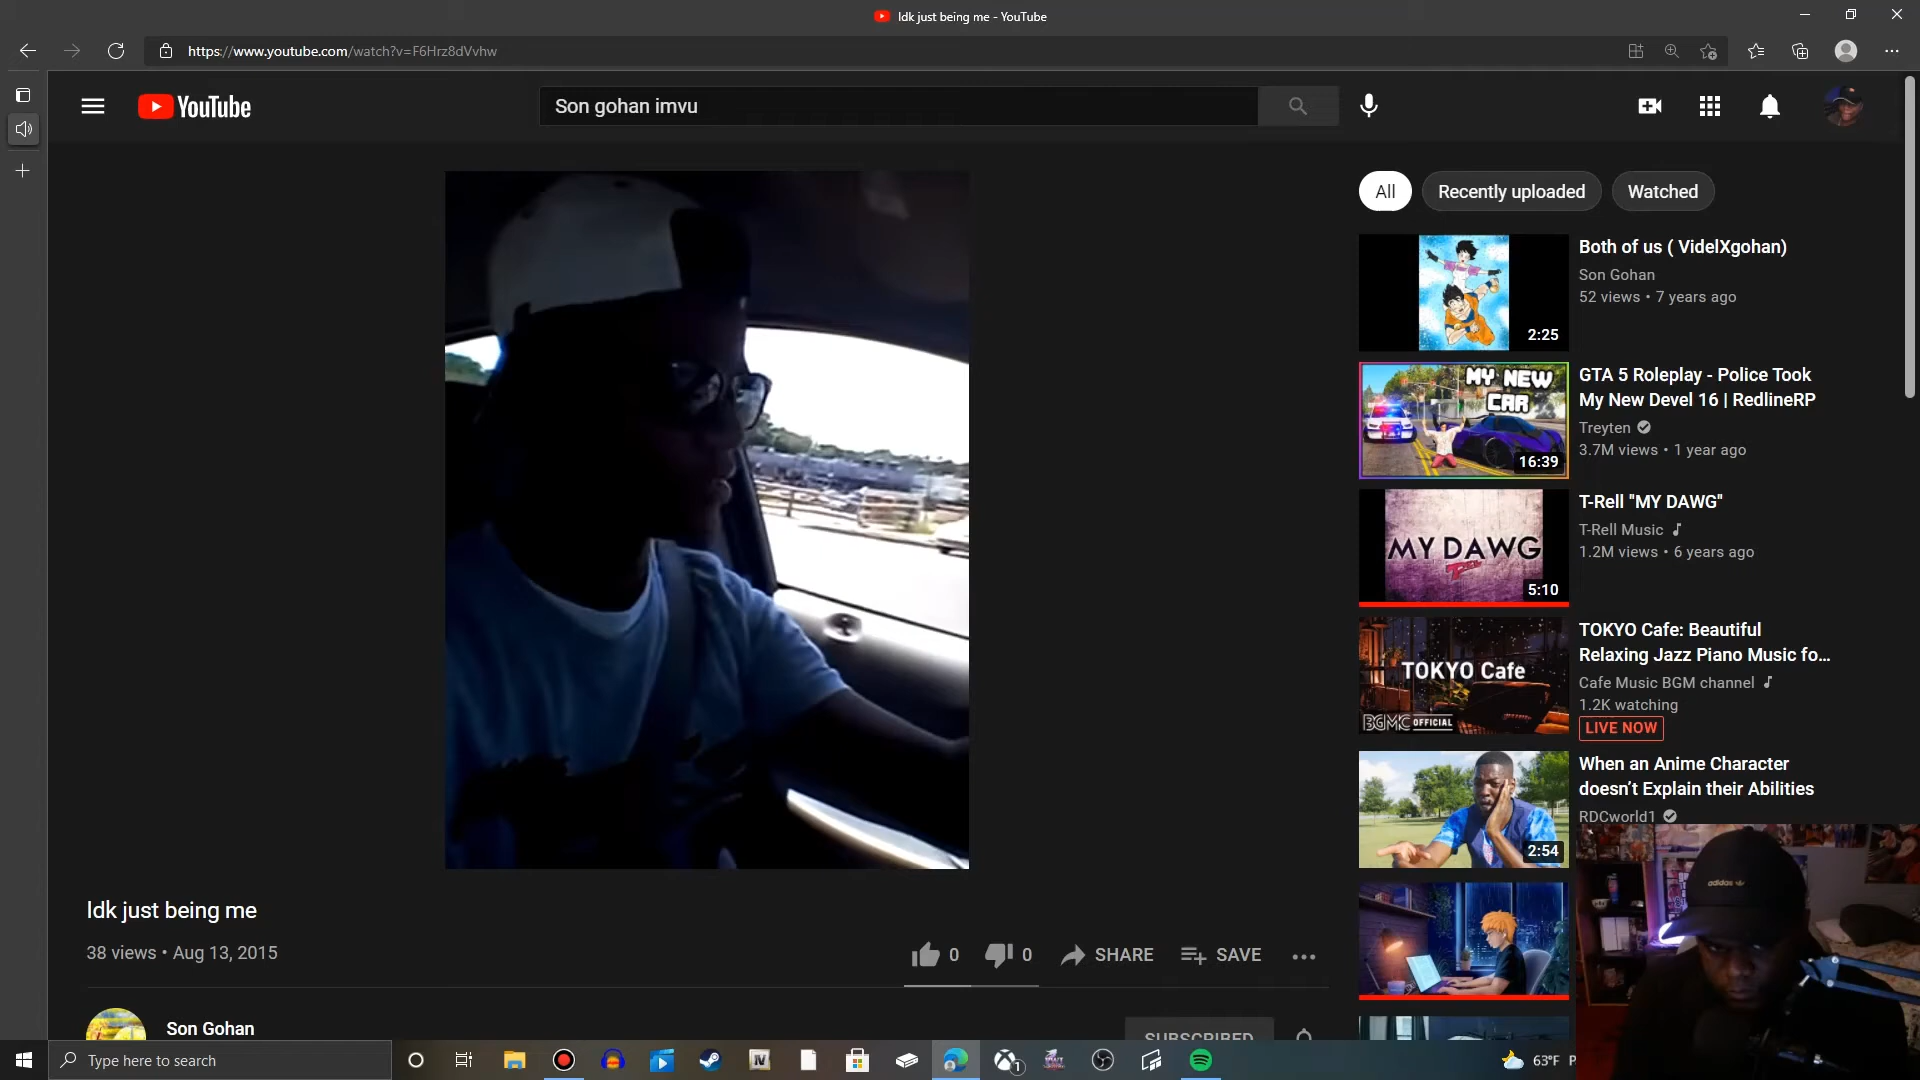 Idk just being me - YouTube
https://www.youtube.com/watch?v=F6Hrz8dVvhw
YouTube
Son gohan imvu
All
Recently uploaded
Watched
Both of us ( VidelXgohan)
Son Gohan
52 views • 7 years ago
2:25
MY NEW
CAR
16:39
GTA 5 Roleplay - Police Took
My New Devel 16 | RedlineRP
Treyten
3.7M views • 1 year ago
MY DAWG
5:10
T-Rell "MY DAWG"
T-Rell Music
1.2M views • 6 years ago
TOKYO Cafe
BGMC OFFICIAL
TOKYO Cafe: Beautiful
Relaxing Jazz Piano Music fo...
Cafe Music BGM channel
1.2K watching
LIVE NOW
2:54
When an Anime Character
doesn't Explain their Abilities
RDCworld1
adidas
Idk just being me
38 views • Aug 13, 2015
0
0
SHARE
SAVE
Son Gohan
SUBSCRIBED
Type here to search
IV
1
63°F P